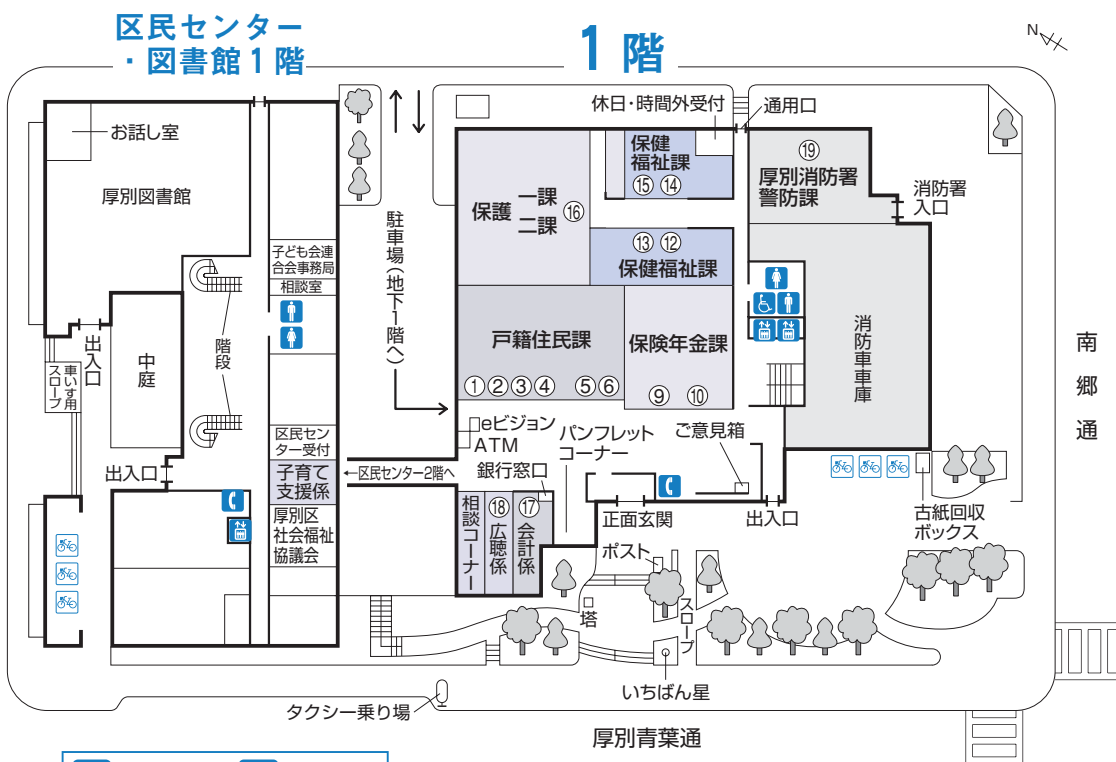 区民センター
・図書館1階
1階
N
お話し室
厚別図書館
子ども会連
合会事務局
相談室
階段
中庭
出入口
車いす用
スロープ
出入口
区民セン
ター受付
子育て
支援係
厚別区
社会福祉
協議会
駐車場(地下1階へ)
←区民センター2階へ
休日・時間外受付
通用口
保健
福祉課
⑮ ⑭
保護 一課
二課
⑯
⑬ ⑫
保健福祉課
⑲
厚別消防署
警防課
消防署
入口
消防車車庫
戸籍住民課
① ② ③ ④ ⑤ ⑥
保険年金課
⑨ ⑩
eビジョン
ATM
銀行窓口
パンフレット
コーナー
ご意見箱
相談コーナー
⑱
広聴係
⑰
会計係
正面玄関
出入口
古紙回収
ボックス
ポスト
塔
スロープ
いちばん星
タクシー乗り場
厚別青葉通
南郷通